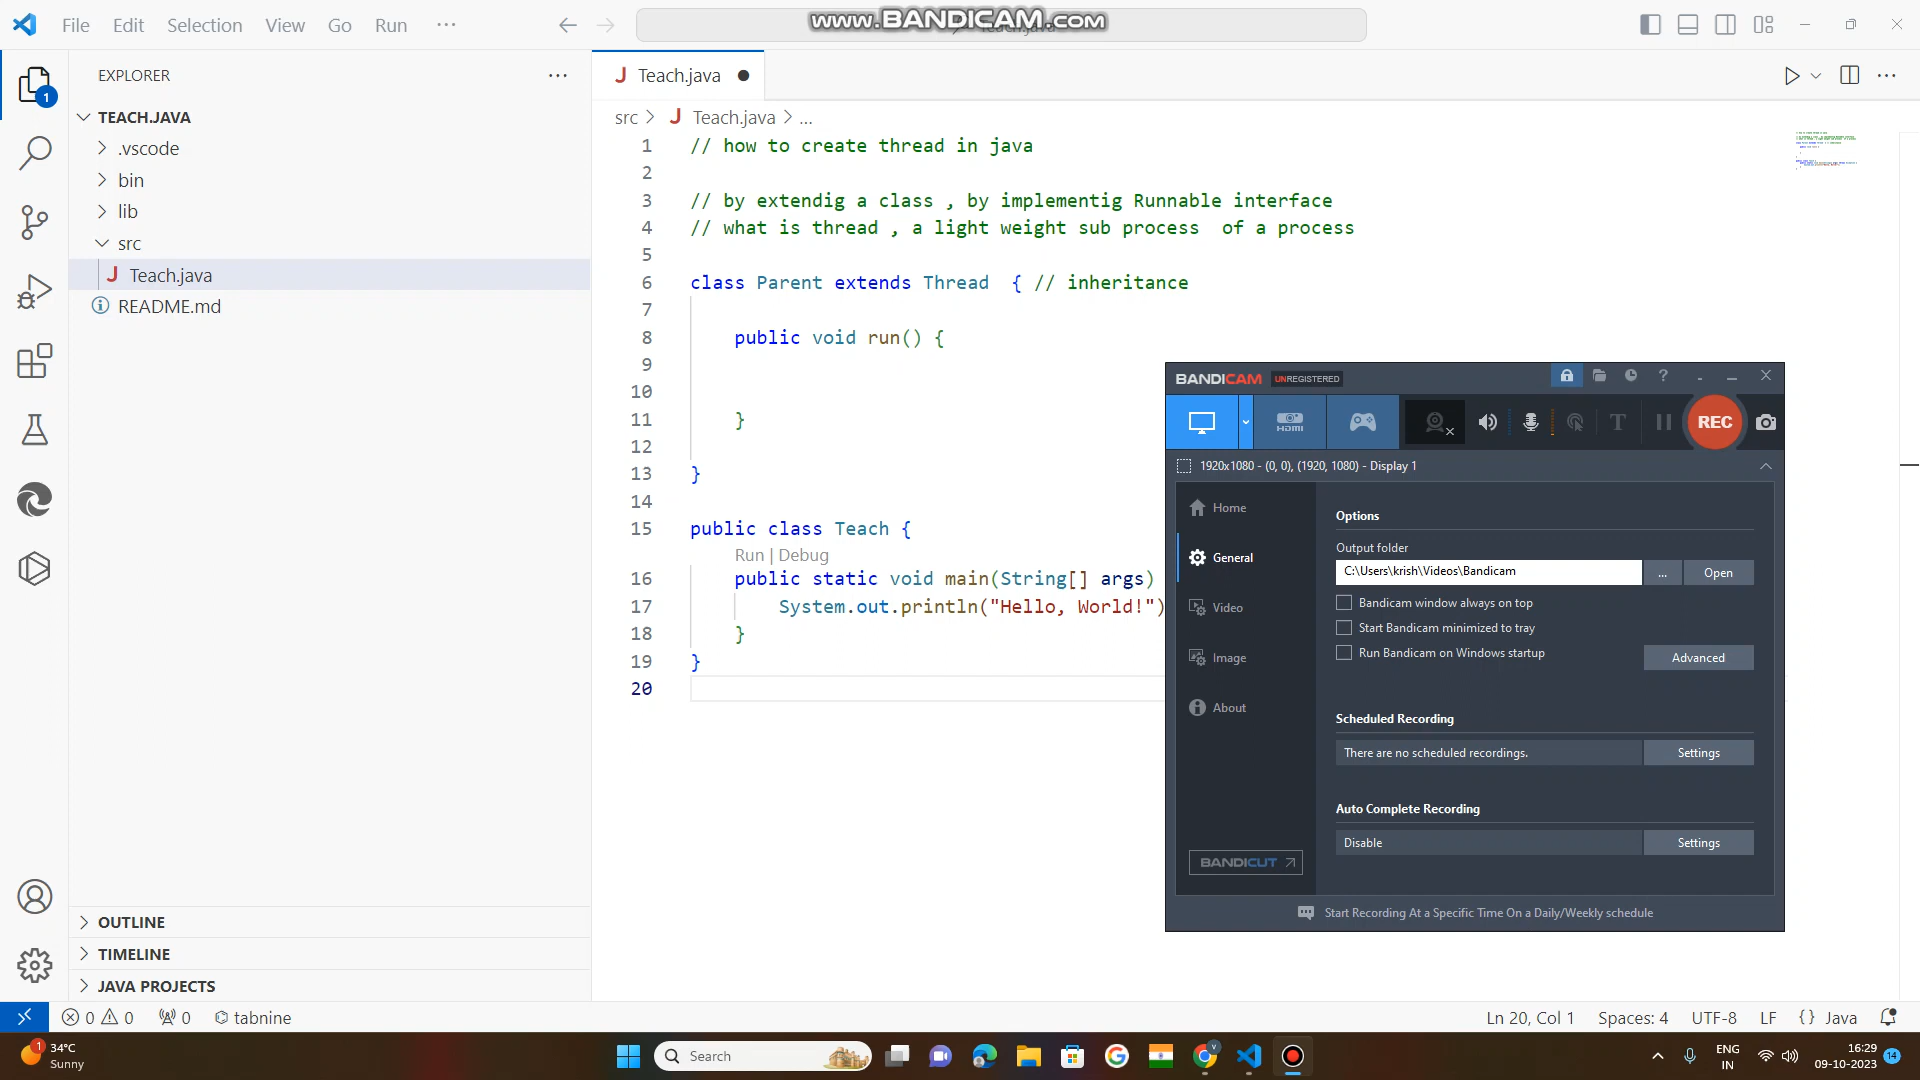 File Edit Selection View Go Run ...
www.BANDICAM.com
EXPLORER
TEACH.JAVA
.vscode
bin
lib
src
J Teach.java
README.md
OUTLINE
TIMELINE
JAVA PROJECTS
J Teach.java
src > J Teach.java > ...
1 // how to create thread in java
2
3 // by extendig a class , by implementig Runnable interface
4 // what is thread , a light weight sub process  of a process
5
6 class Parent extends Thread  { // inheritance
7
8 public void run() {
9
10
11 }
12
13 }
14
15 public class Teach {
Run | Debug
16 public static void main(String[] args)
17 System.out.println("Hello, World!")
18 }
19 }
20
BANDICAM UNREGISTERED
HDMI
T
REC
1920x1080 - (0, 0), (1920, 1080) - Display 1
Home
General
Video
Image
About
BANDICUT
Options
Output folder
C:\Users\krish\Videos\Bandicam
... Open
Bandicam window always on top
Start Bandicam minimized to tray
Run Bandicam on Windows startup
Advanced
Scheduled Recording
There are no scheduled recordings.
Settings
Auto Complete Recording
Disable
Settings
Start Recording At a Specific Time On a Daily/Weekly schedule
0 0 0 tabnine
Ln 20, Col 1 Spaces: 4 UTF-8 LF {} Java
1
34°C
Sunny
Search
ENG
IN
16:29
09-10-2023
14